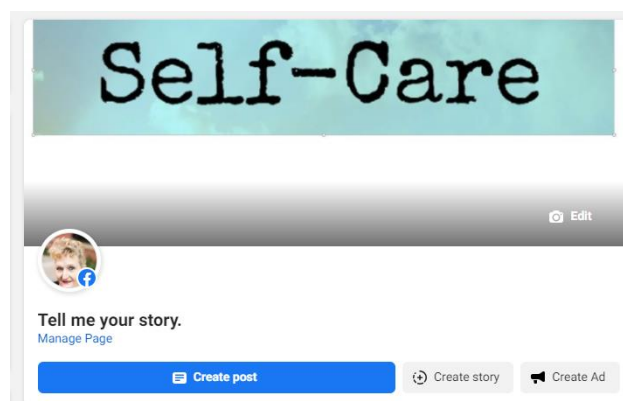 Self-Care
Edit
Tell me your story.
Manage Page
Create post
Create story
Create Ad